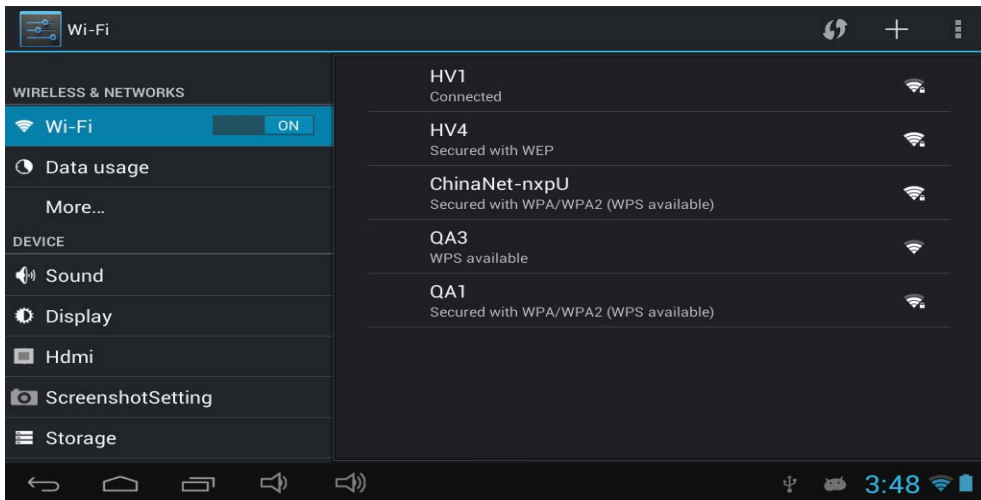 Wi-Fi
WIRELESS & NETWORKS
Wi-Fi ON
Data usage
More...
DEVICE
Sound
Display
Hdmi
ScreenshotSetting
Storage
HV1
Connected
HV4
Secured with WEP
ChinaNet-nxpU
Secured with WPA/WPA2 (WPS available)
QA3
WPS available
QA1
Secured with WPA/WPA2 (WPS available)
3:48